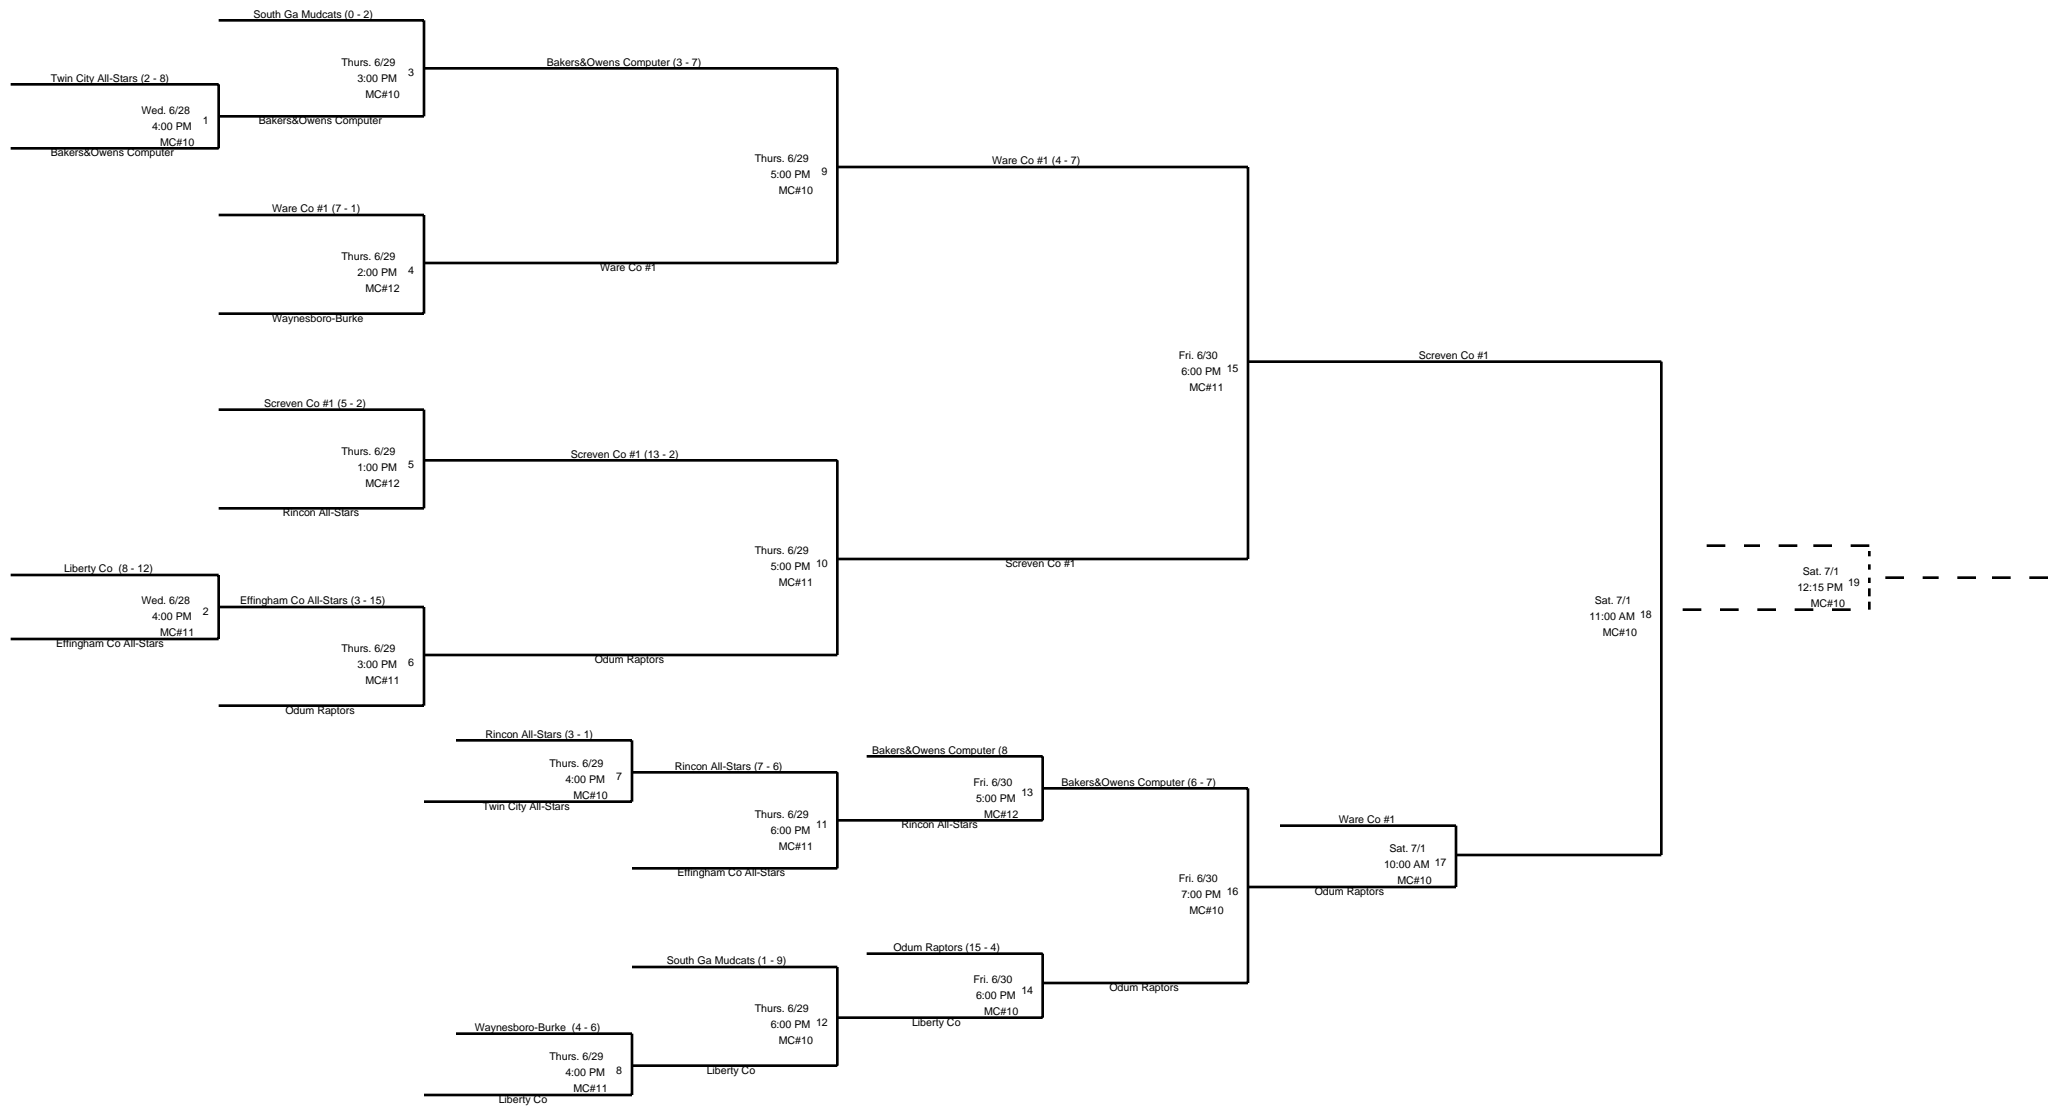 South Ga Mudcats (0 - 2)
Thurs. 6/29
3:00 PM 3
MC#10
Bakers&Owens Computer (3 - 7)
Twin City All-Stars (2 - 8)
Wed. 6/28
4:00 PM 1
MC#10
Bakers&Owens Computer
Bakers&Owens Computer
Thurs. 6/29
5:00 PM 9
MC#10
Ware Co #1 (4 - 7)
Ware Co #1 (7 - 1)
Thurs. 6/29
2:00 PM 4
MC#12
Ware Co #1
Waynesboro-Burke
Fri. 6/30
6:00 PM 15
MC#11
Screven Co #1
Screven Co #1 (5 - 2)
Thurs. 6/29
1:00 PM 5
MC#12
Screven Co #1 (13 - 2)
Rincon All-Stars
Thurs. 6/29
5:00 PM 10
MC#11
Screven Co #1
Liberty Co  (8 - 12)
Wed. 6/28
4:00 PM 2
MC#11
Effingham Co All-Stars
Effingham Co All-Stars (3 - 15)
Thurs. 6/29
3:00 PM 6
MC#11
Odum Raptors
Odum Raptors
Sat. 7/1
11:00 AM 18
MC#10
Sat. 7/1
12:15 PM 19
MC#10
Rincon All-Stars (3 - 1)
Thurs. 6/29
4:00 PM 7
MC#10
Twin City All-Stars
Rincon All-Stars (7 - 6)
Thurs. 6/29
6:00 PM 11
MC#11
Effingham Co All-Stars
Bakers&Owens Computer (8
Fri. 6/30
5:00 PM 13
MC#12
Rincon All-Stars
Bakers&Owens Computer (6 - 7)
Fri. 6/30
7:00 PM 16
MC#10
Ware Co #1
Sat. 7/1
10:00 AM 17
MC#10
Odum Raptors
Odum Raptors (15 - 4)
Fri. 6/30
6:00 PM 14
MC#10
Liberty Co
Odum Raptors
South Ga Mudcats (1 - 9)
Thurs. 6/29
6:00 PM 12
MC#10
Liberty Co
Waynesboro-Burke  (4 - 6)
Thurs. 6/29
4:00 PM 8
MC#11
Liberty Co